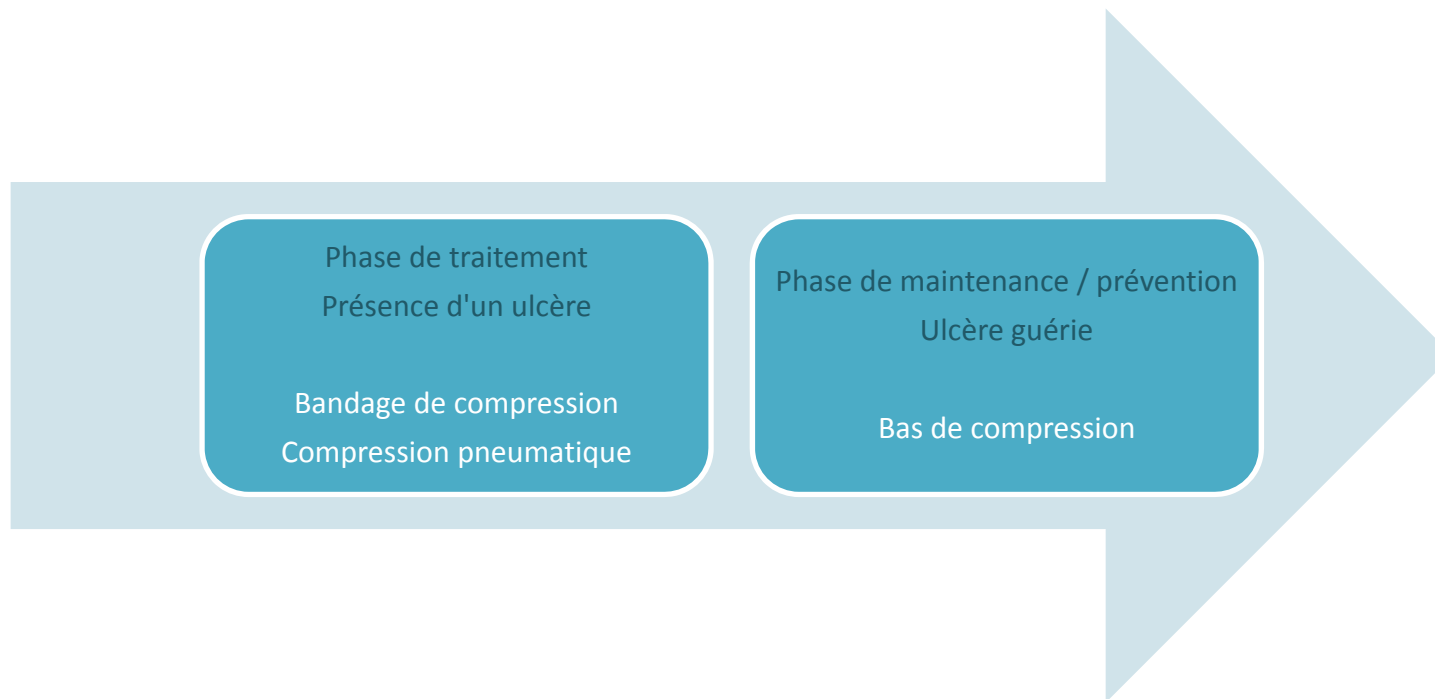 Phase de traitement
Présence d'un ulcère
Bandage de compression
Compression pneumatique
Phase de maintenance / prévention
Ulcère guérie
Bas de compression